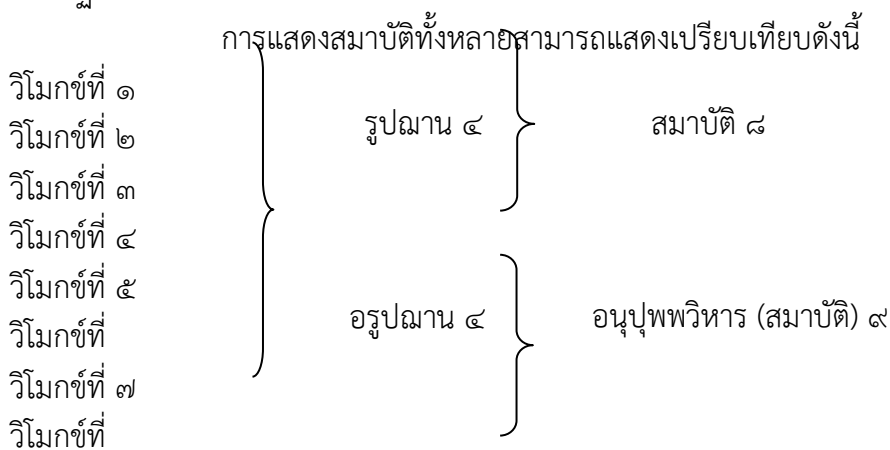 การแสดงสมาบัติทั้งหลายสามารถแสดงเปรียบเทียบดังนี้
วิโมกข์ที่ ๑
รูปฌาน ๔ สมาบัติ ๘
วิโมกข์ที่ ๒
วิโมกข์ที่ ๓
วิโมกข์ที่ ๔
วิโมกข์ที่ ๕
อรูปฌาน ๔ อนุปุพพวิหาร (สมาบัติ) ๙
วิโมกข์ที่
วิโมกข์ที่ ๗
วิโมกข์ที่